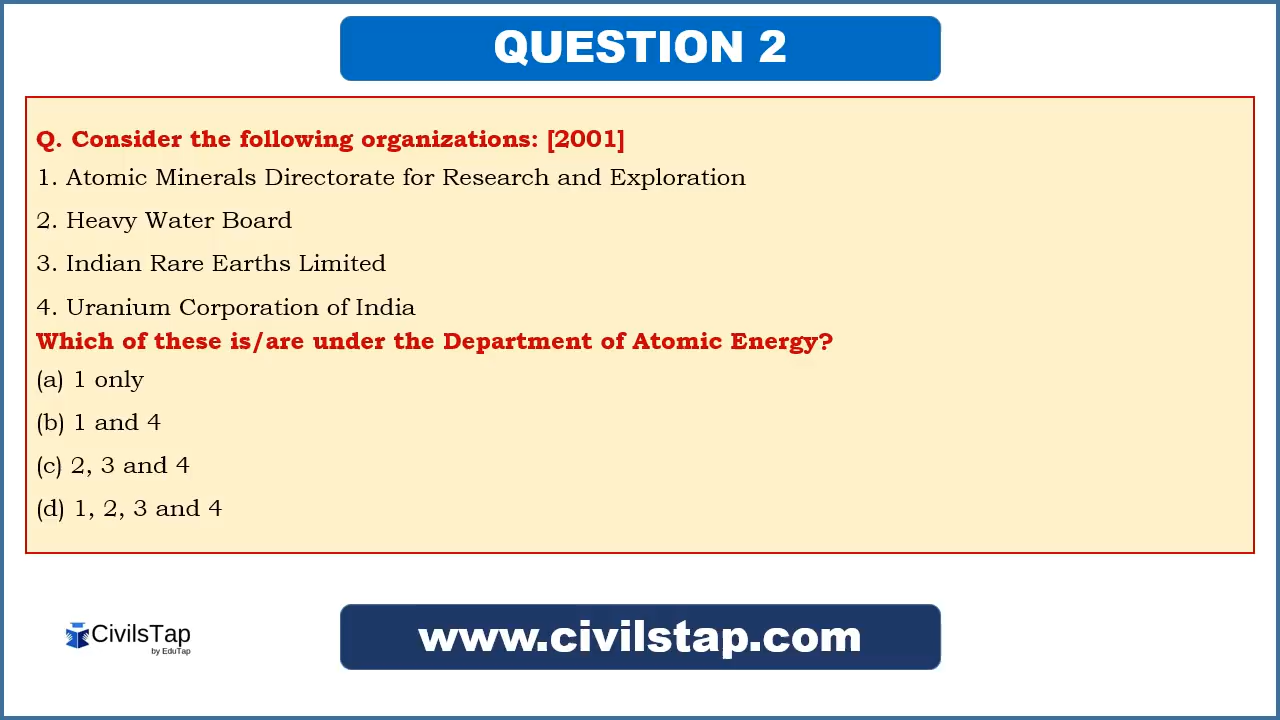 QUESTION 2
Q. Consider the following organizations: [2001]
1. Atomic Minerals Directorate for Research and Exploration
2. Heavy Water Board
3. Indian Rare Earths Limited
4. Uranium Corporation of India
Which of these is/are under the Department of Atomic Energy?
(a) 1 only
(b) 1 and 4
(c) 2, 3 and 4
(d) 1, 2, 3 and 4
CivilsTap
by EduTap
www.civilstap.com